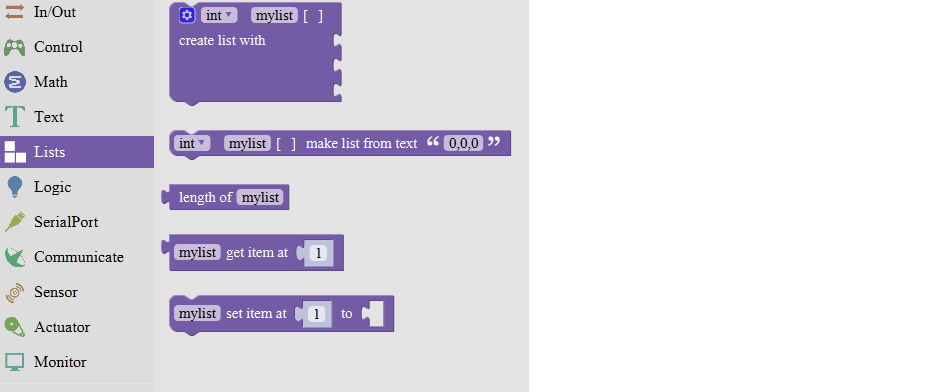 In/Out
Control
Math
Text
Lists
Logic
SerialPort
Communicate
Sensor
Actuator
Monitor
int mylist [ ]
create list with
int mylist [ ] make list from text “ 0,0,0 ”
length of mylist
mylist get item at 1
mylist set item at 1 to